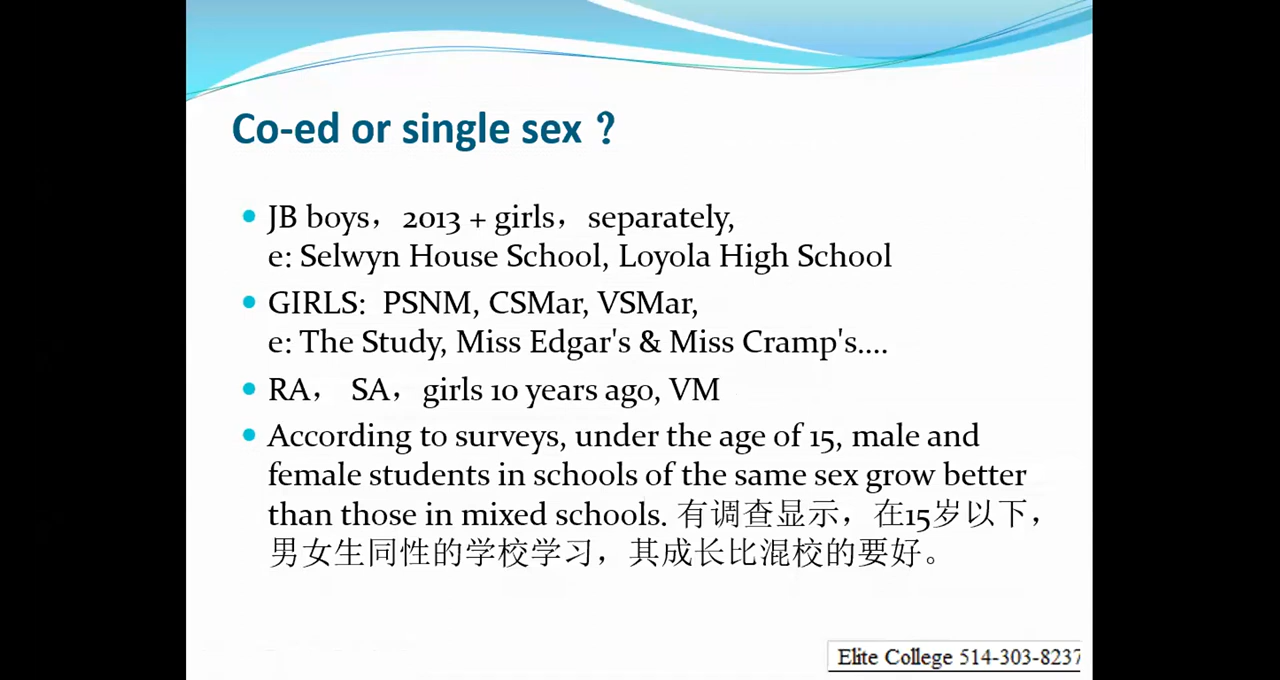 Co-ed or single sex ?
JB boys，2013 + girls，separately,
e: Selwyn House School, Loyola High School
GIRLS: PSNM, CSMar, VSMar,
e: The Study, Miss Edgar's & Miss Cramp's....
RA， SA，girls 10 years ago, VM
According to surveys, under the age of 15, male and
female students in schools of the same sex grow better
than those in mixed schools. 有调查显示，在15岁以下，
男女生同性的学校学习，其成长比混校的要好。
Elite College 514-303-8237